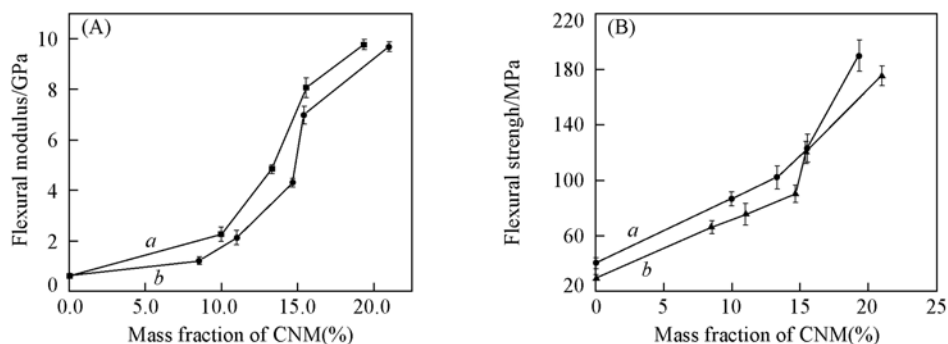 (A)
10
8
6
4
2
0
Flexural modulus/GPa
a
b
0.0
5.0
10.0
15.0
20.0
Mass fraction of CNM(%)
(B)
220
180
140
100
60
20
Flexural strengh/MPa
a
b
0
5
10
15
20
25
Mass fraction of CNM(%)